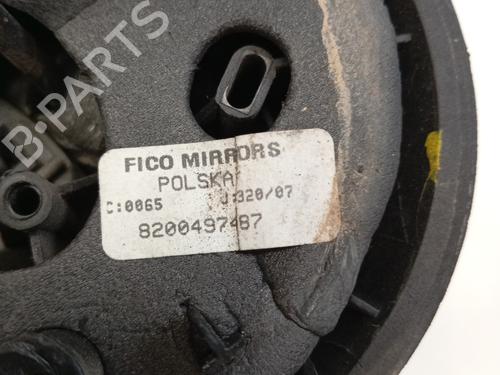 B-PARTS
FICO MIRRORS
POLSKA
C:0065 J:320/07
8200497487